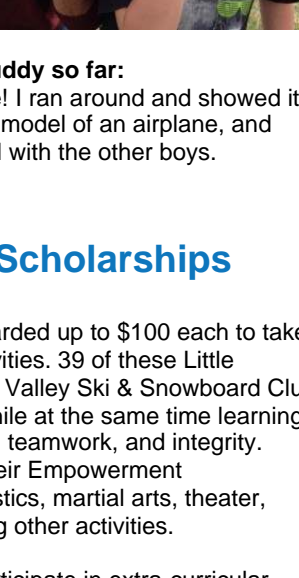 uddy so far:
! I ran around and showed it
model of an airplane, and
with the other boys.
Scholarships
arded up to $100 each to take
vities. 39 of these Little
Valley Ski & Snowboard Clu
hile at the same time learning
, teamwork, and integrity.
eir Empowerment
stics, martial arts, theater,
g other activities.
participate in extra-curricular